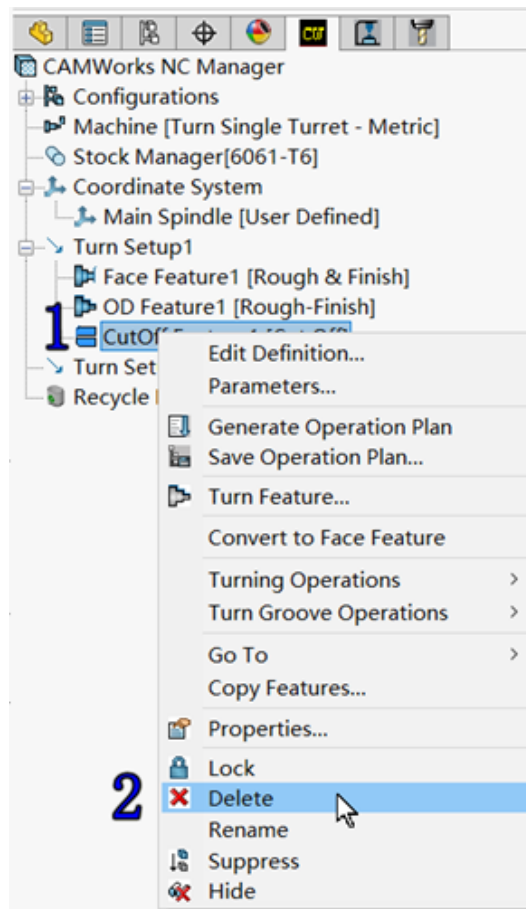 CAMWorks NC Manager
Configurations
Machine [Turn Single Turret - Metric]
Stock Manager[6061-T6]
Coordinate System
Main Spindle [User Defined]
Turn Setup1
Face Feature1 [Rough & Finish]
OD Feature1 [Rough-Finish]
1
Edit Definition...
Turn Set
Parameters...
Recycle
Generate Operation Plan
Save Operation Plan...
Turn Feature...
Convert to Face Feature
Turning Operations
Turn Groove Operations
Go To
Copy Features...
Properties...
Lock
2 Delete
Rename
Suppress
Hide